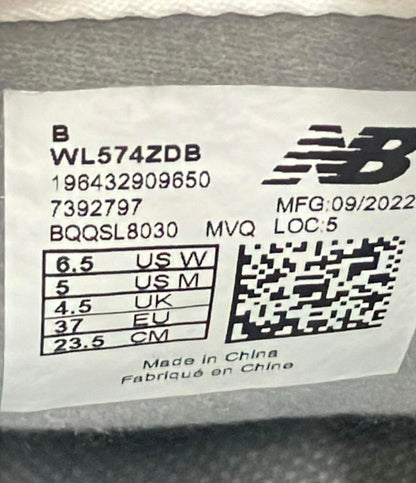 B
WL574ZDB
196432909650
7392797 MFG:09/2022
BQQSL8030 MVQ LOC:5
NB
6.5 US W
5 US M
4.5 UK
37 EU
23.5 CM
Made in China
Fabriqué en Chine